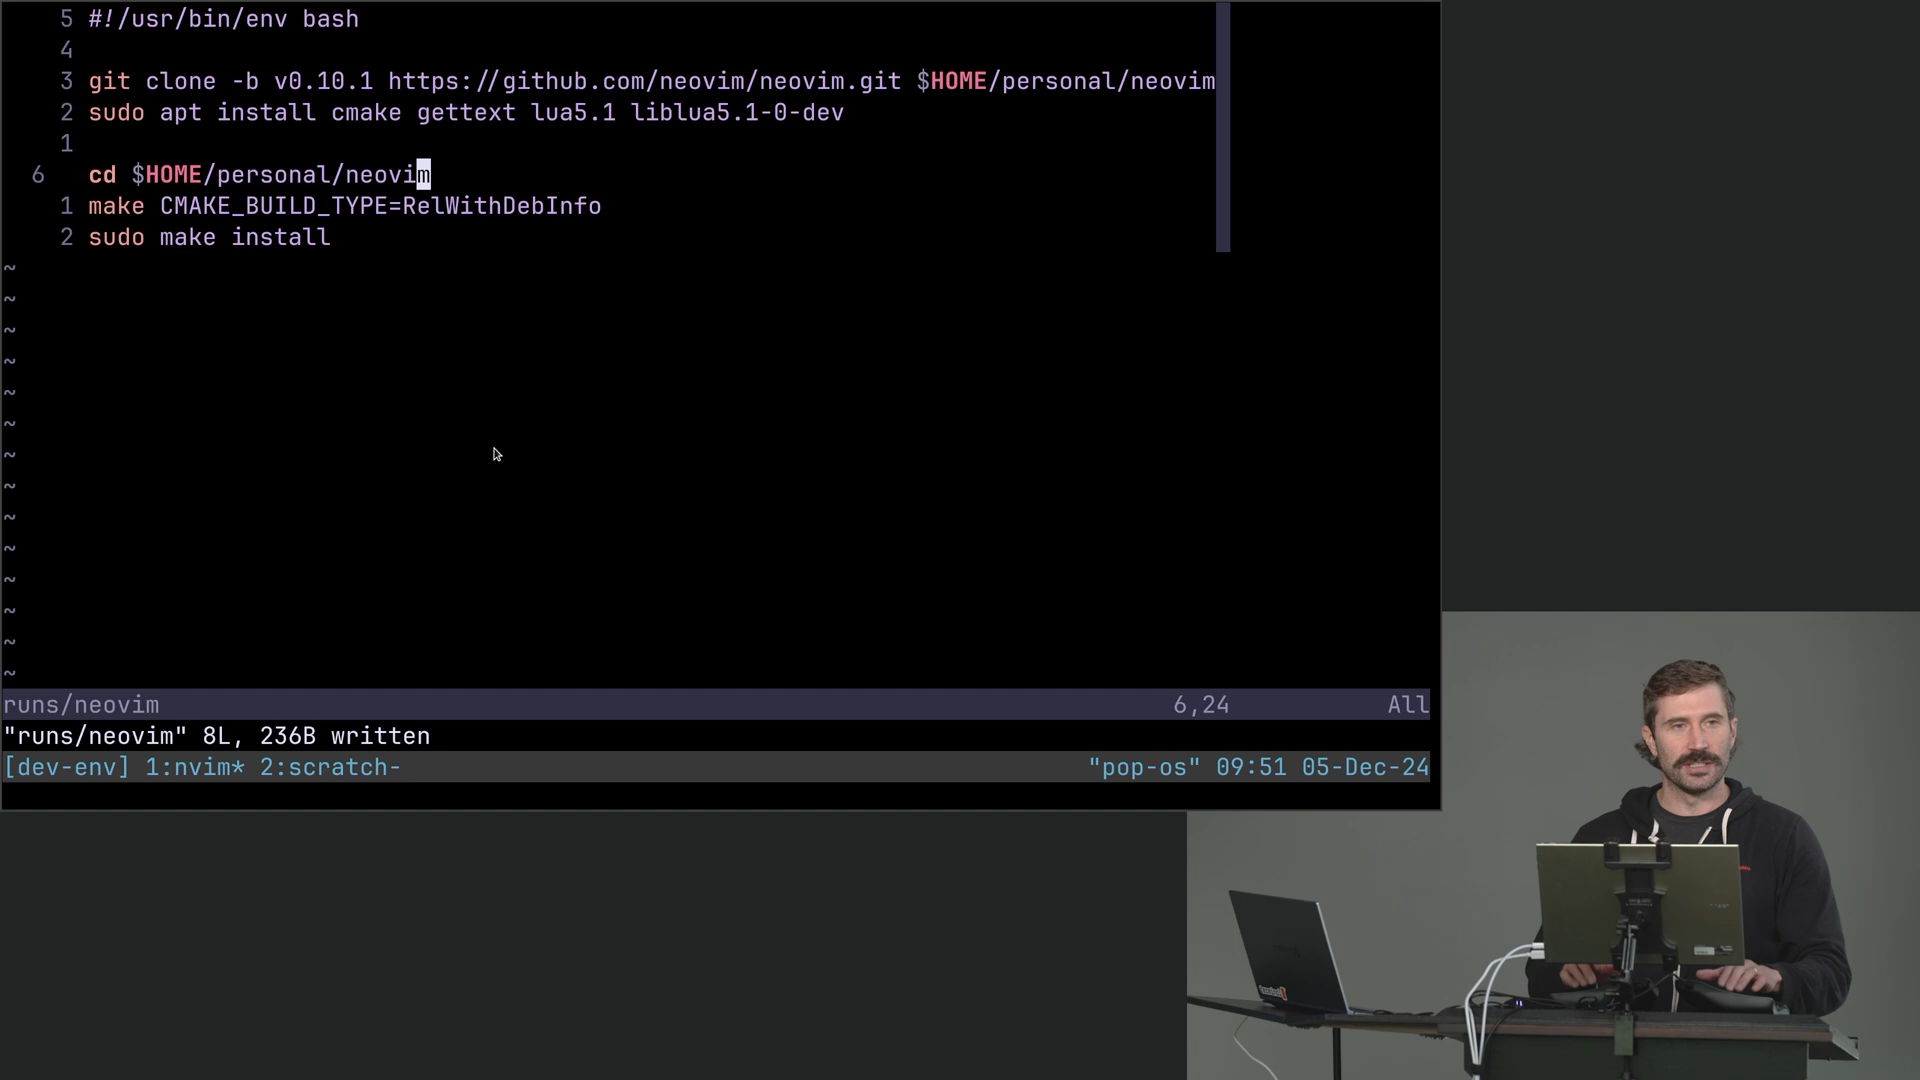 5 #!/usr/bin/env bash
4
3 git clone -b v0.10.1 https://github.com/neovim/neovim.git $HOME/personal/neovim
2 sudo apt install cmake gettext lua5.1 liblua5.1-0-dev
1
6 cd $HOME/personal/neovim
1 make CMAKE_BUILD_TYPE=RelWithDebInfo
2 sudo make install
~
~
~
~
~
~
~
~
~
~
~
~
~
~
runs/neovim 6,24 All
"runs/neovim" 8L, 236B written
[dev-env] 1:nvim* 2:scratch- "pop-os" 09:51 05-Dec-24